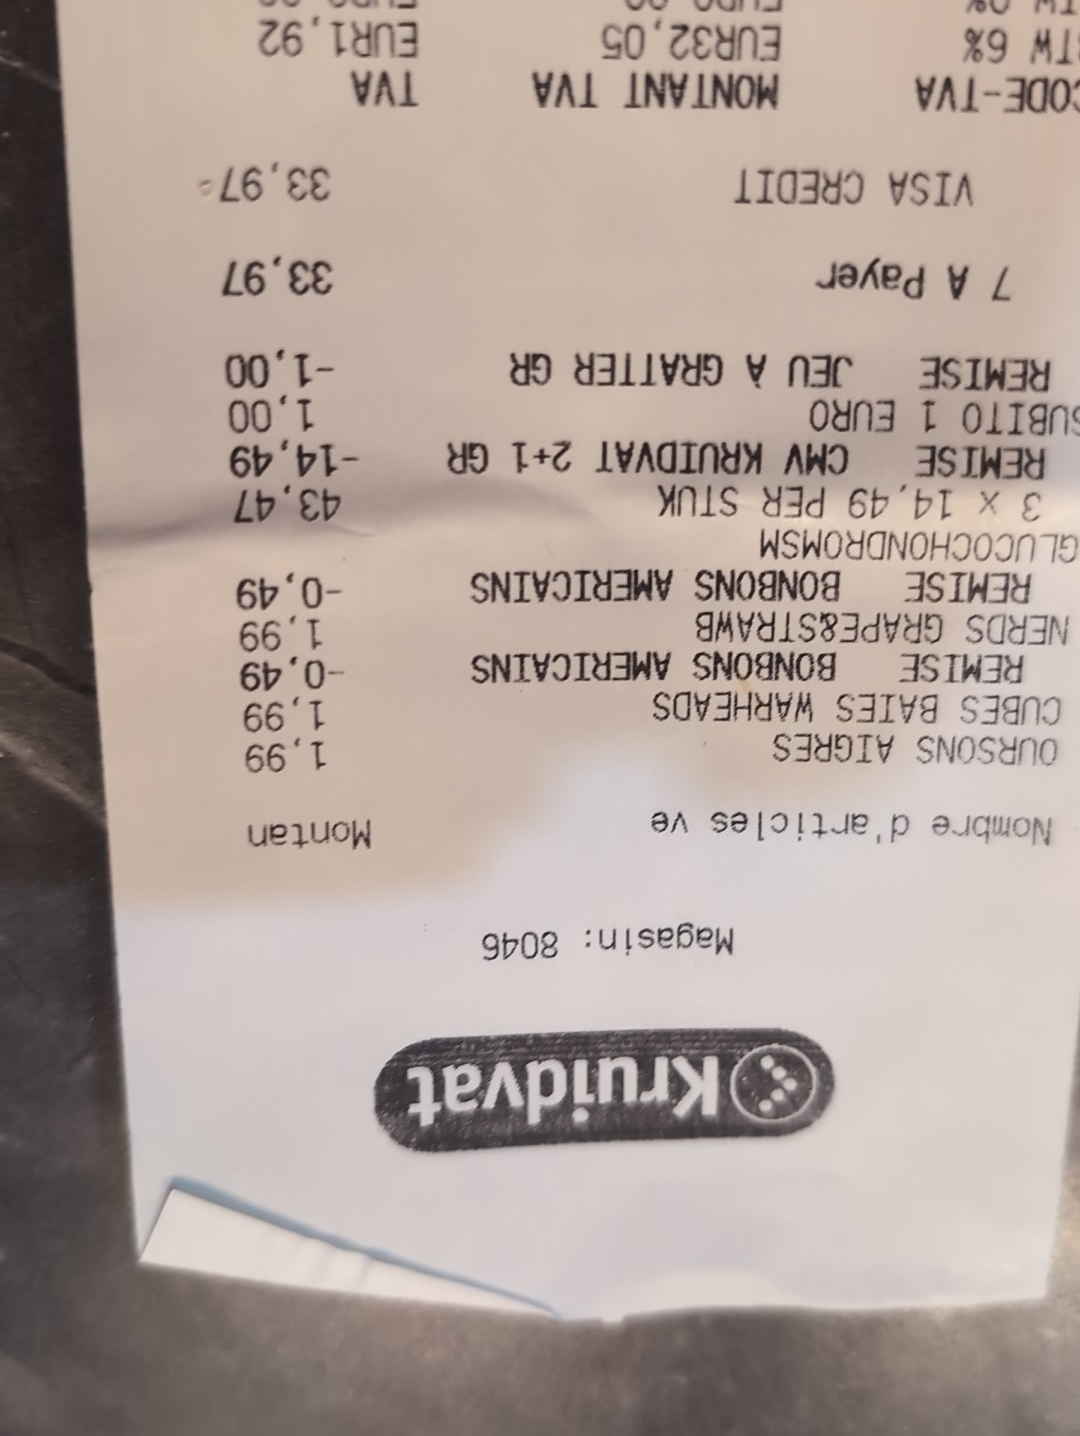 Kruidvat
Magasin: 8046
Nombre d'articles ve Montan
OURSONS AIGRES 1,99
CUBES BAIES WARHEADS 1,99
REMISE BONBONS AMERICAINS -0,49
NERDS GRAPE&STRAWB 1,99
REMISE BONBONS AMERICAINS -0,49
GLUCOCHONDROMSM
3 x 14,49 PER STUK 43,47
REMISE CMV KRUIDVAT 2+1 GR -14,49
SUBITO 1 EURO 1,00
REMISE JEU À GRATTER GR -1,00
7 A Payer 33,97
VISA CREDIT 33,97
CODE-TVA MONTANT TVA TVA
BTW 6% EUR32,05 EUR1,92